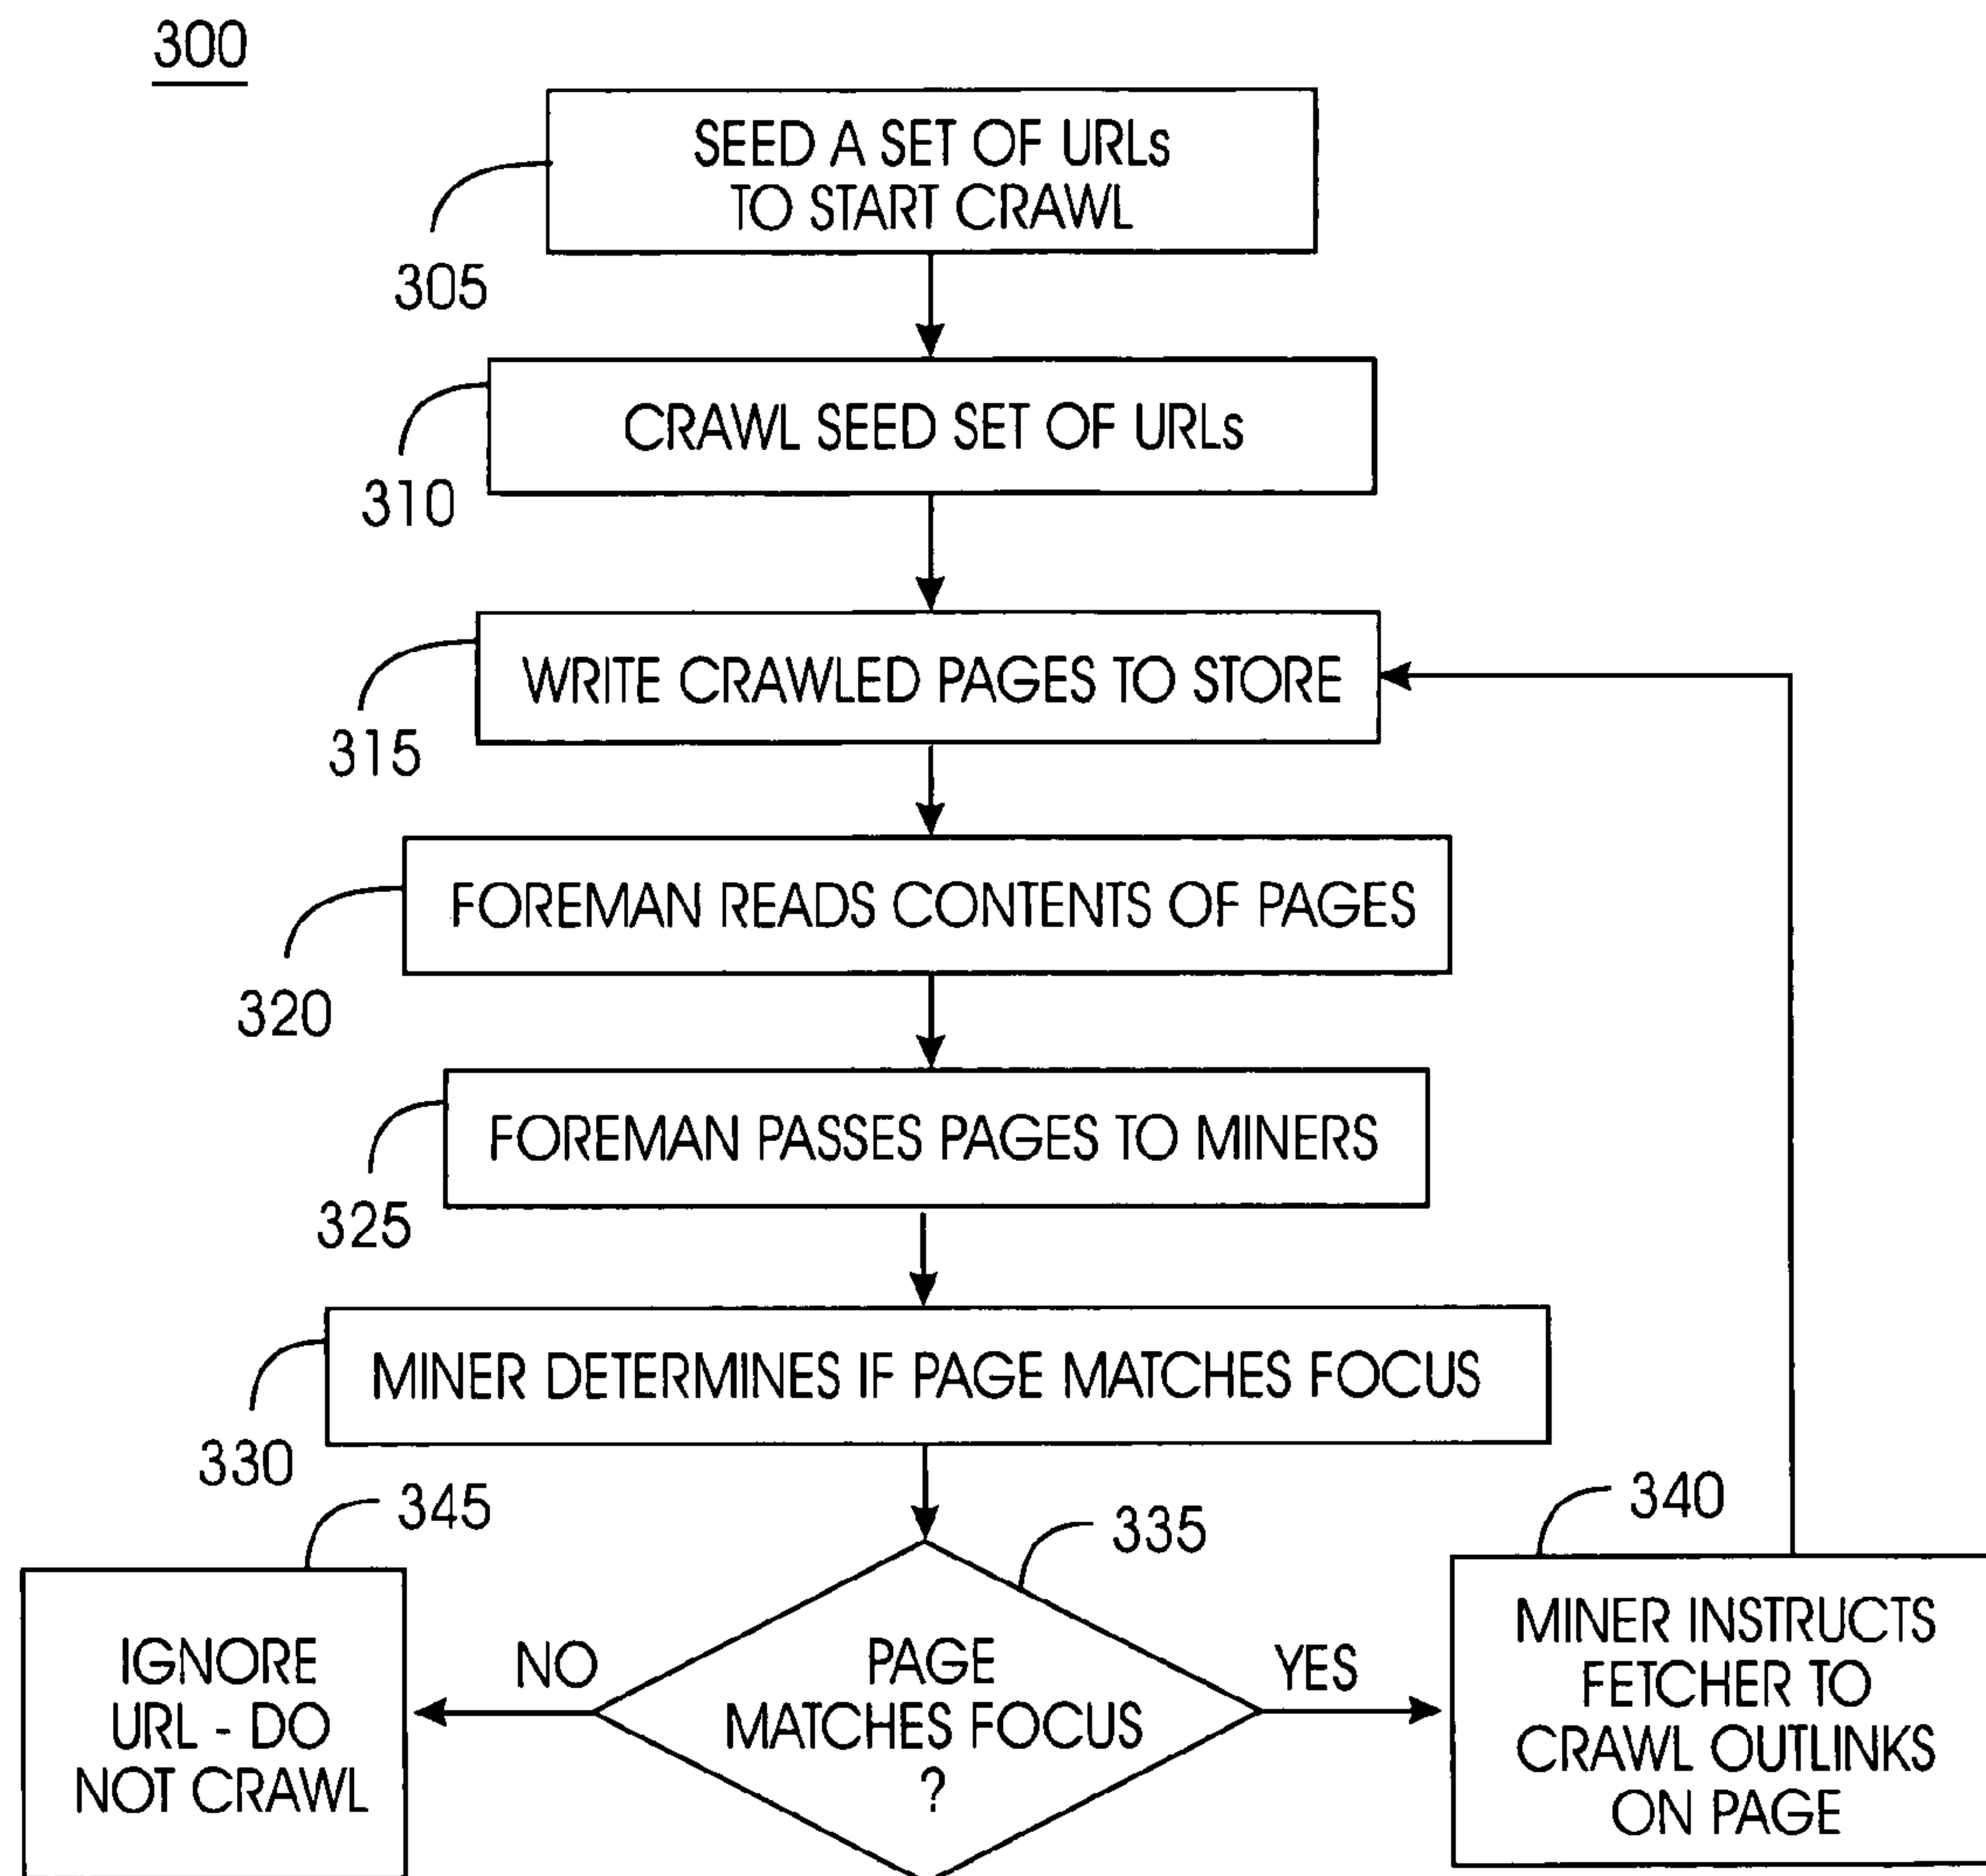 300
SEED A SET OF URLs
TO START CRAWL
305
CRAWL SEED SET OF URLs
310
WRITE CRAWLED PAGES TO STORE
315
FOREMAN READS CONTENTS OF PAGES
320
FOREMAN PASSES PAGES TO MINERS
325
MINER DETERMINES IF PAGE MATCHES FOCUS
330
345
335
340
IGNORE
URL - DO
NOT CRAWL
NO
PAGE
MATCHES FOCUS
?
YES
MINER INSTRUCTS
FETCHER TO
CRAWL OUTLINKS
ON PAGE